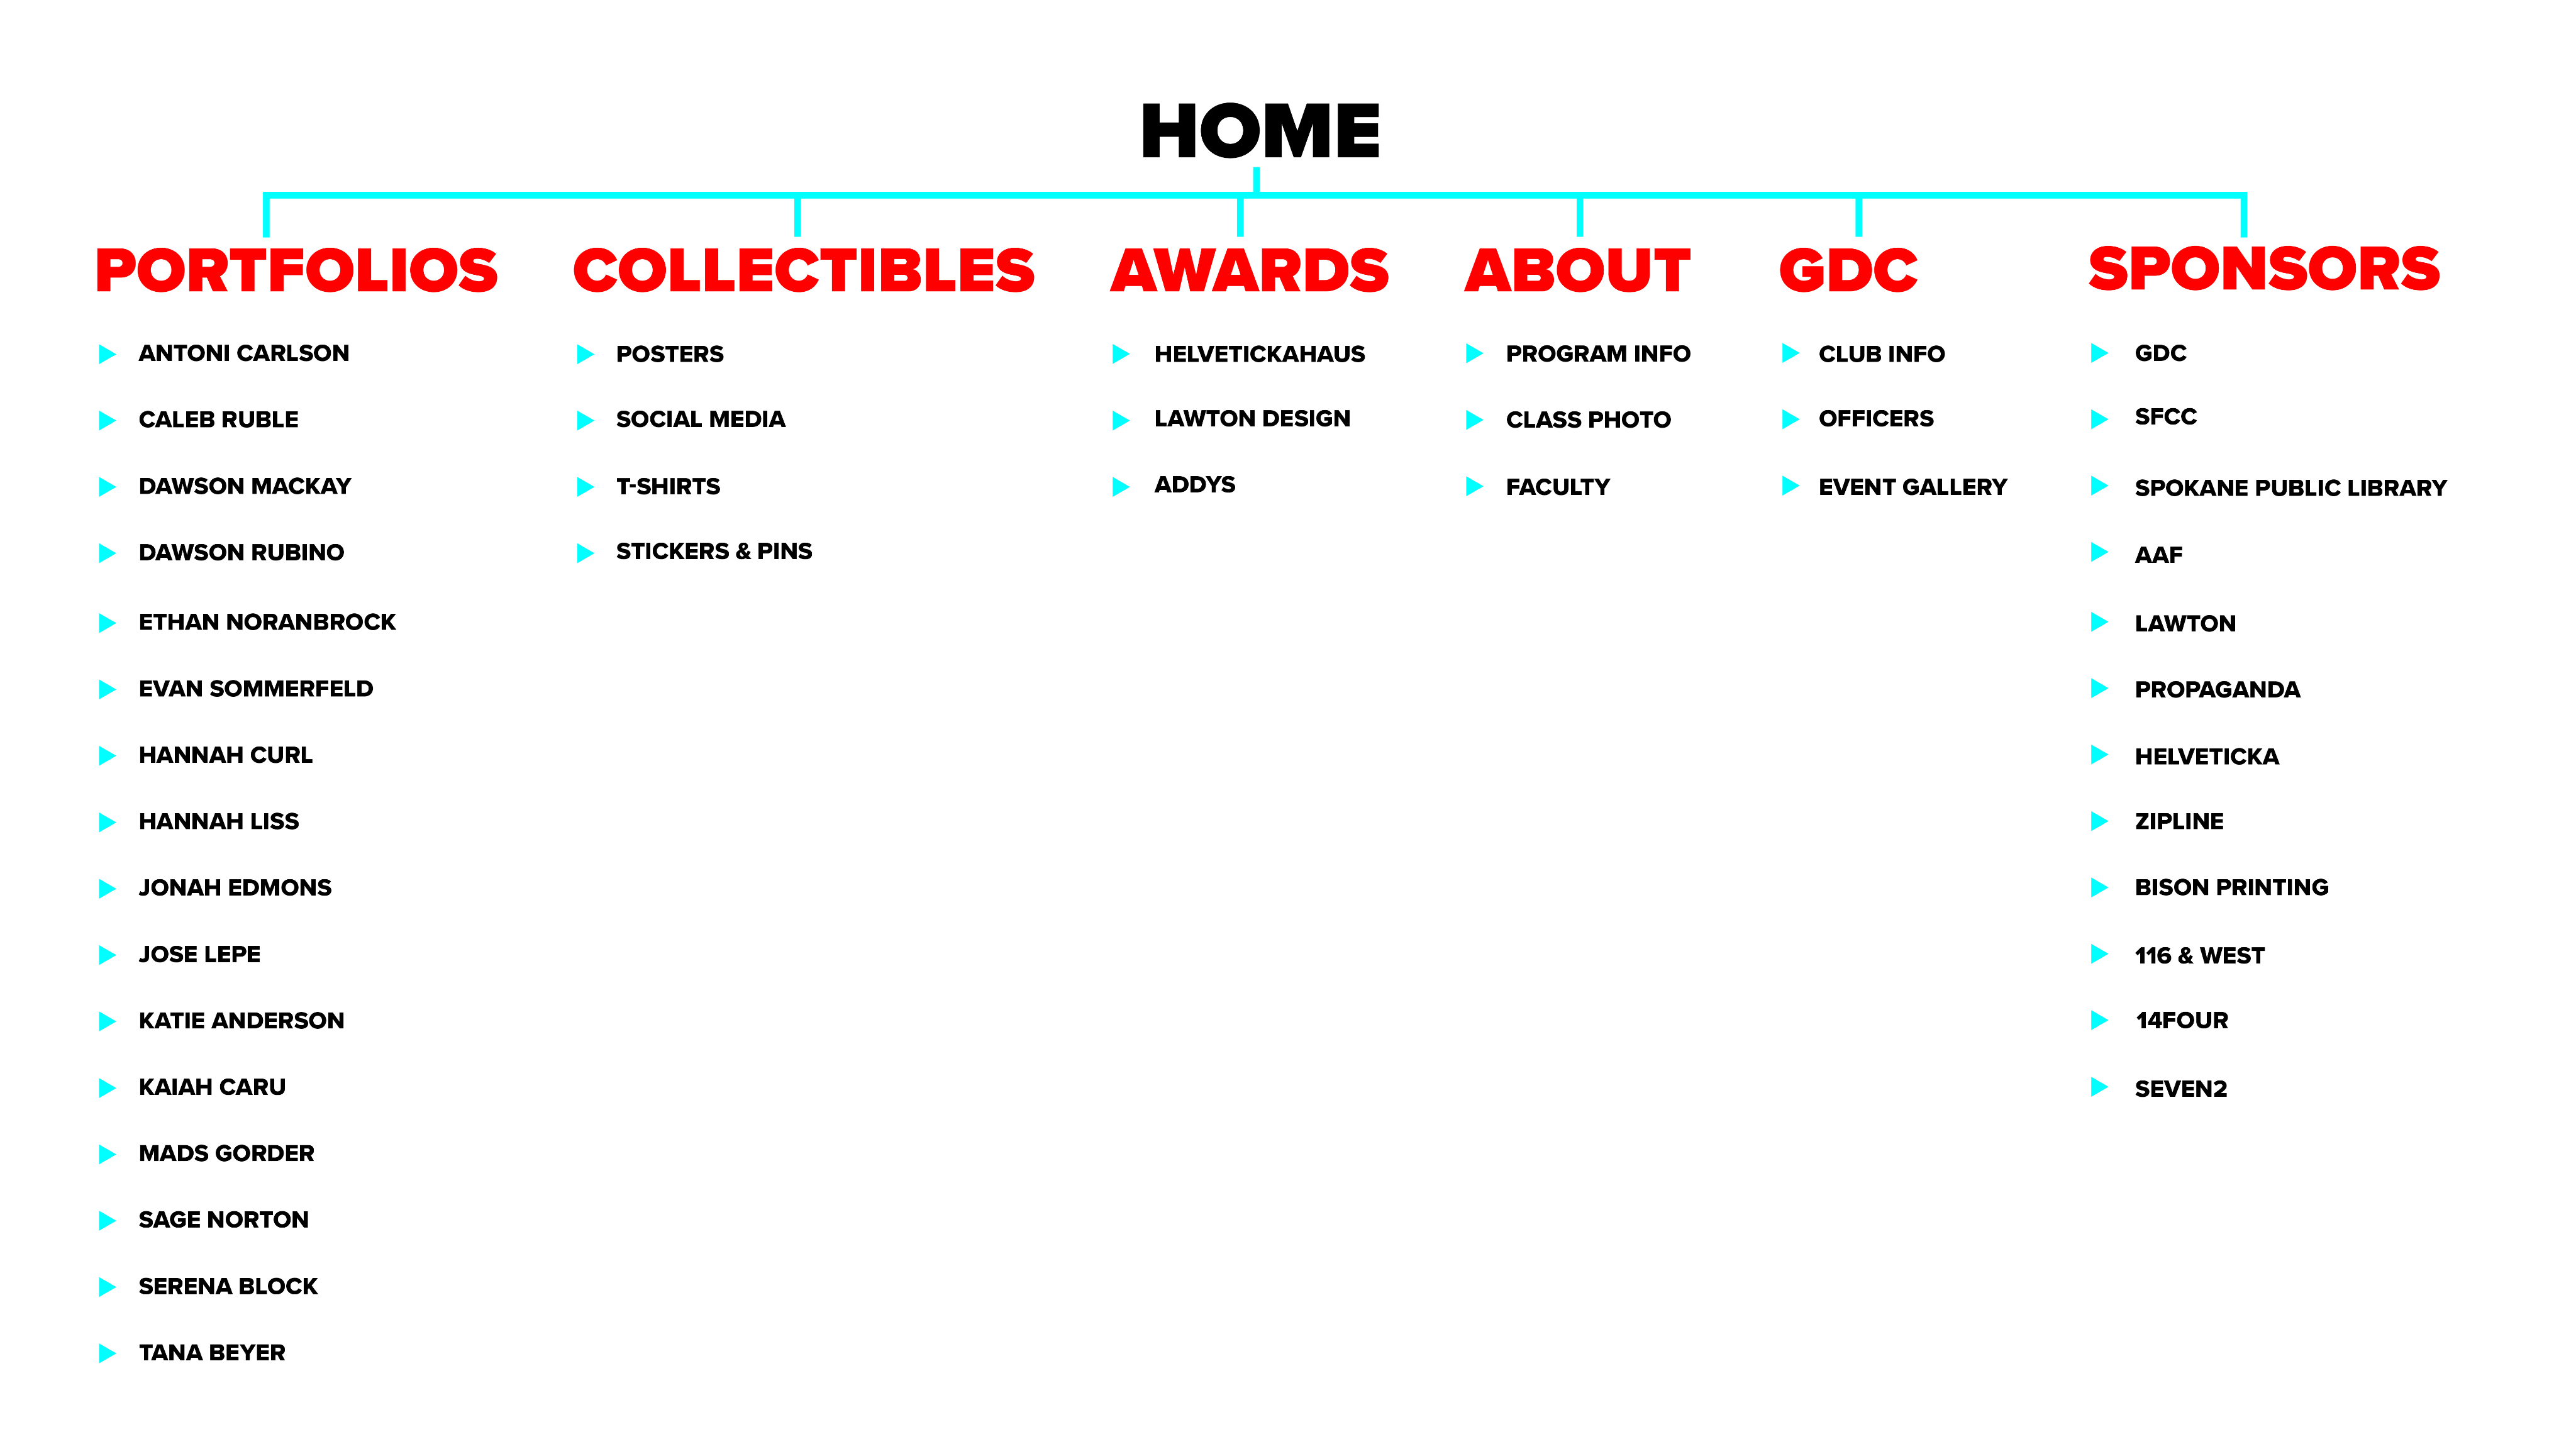 HOME
PORTFOLIOS
ANTONI CARLSON
CALEB RUBLE
DAWSON MACKAY
DAWSON RUBINO
ETHAN NORANBROCK
EVAN SOMMERFELD
HANNAH CURL
HANNAH LISS
JONAH EDMONS
JOSE LEPE
KATIE ANDERSON
KAIAH CARU
MADS GORDER
SAGE NORTON
SERENA BLOCK
TANA BEYER
COLLECTIBLES
POSTERS
SOCIAL MEDIA
T-SHIRTS
STICKERS & PINS
AWARDS
HELVETICKAHAUS
LAWTON DESIGN
ADDYS
ABOUT
PROGRAM INFO
CLASS PHOTO
FACULTY
GDC
CLUB INFO
OFFICERS
EVENT GALLERY
SPONSORS
GDC
SFCC
SPOKANE PUBLIC LIBRARY
AAF
LAWTON
PROPAGANDA
HELVETICKA
ZIPLINE
BISON PRINTING
116 & WEST
14FOUR
SEVEN2